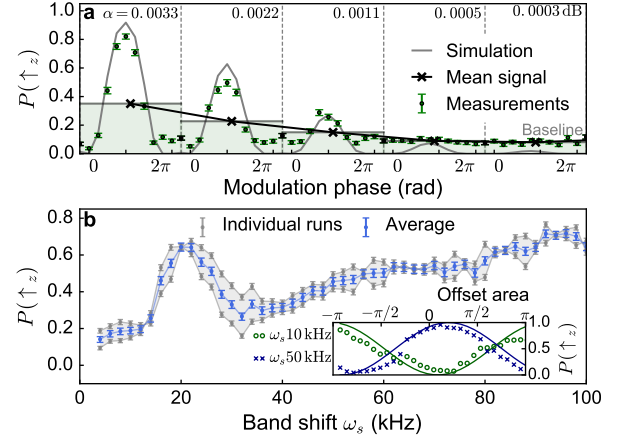 a α = 0.0033 0.0022 0.0011 0.0005 0.0003 dB
1.0
0.8
0.6
0.4
0.2
0.0
P(↑z)
Simulation
Mean signal
Measurements
Baseline
0 2π 0 2π 0 2π 0 2π 0 2π
Modulation phase (rad)
b
Individual runs Average
0.8
0.6
0.4
0.2
0.0
P(↑z)
Offset area
−π −π/2 0 π/2 π
ωs10 kHz
ωs50 kHz
1.0
0.5
0.0
P(↑z)
0 20 40 60 80 100
Band shift ωs (kHz)